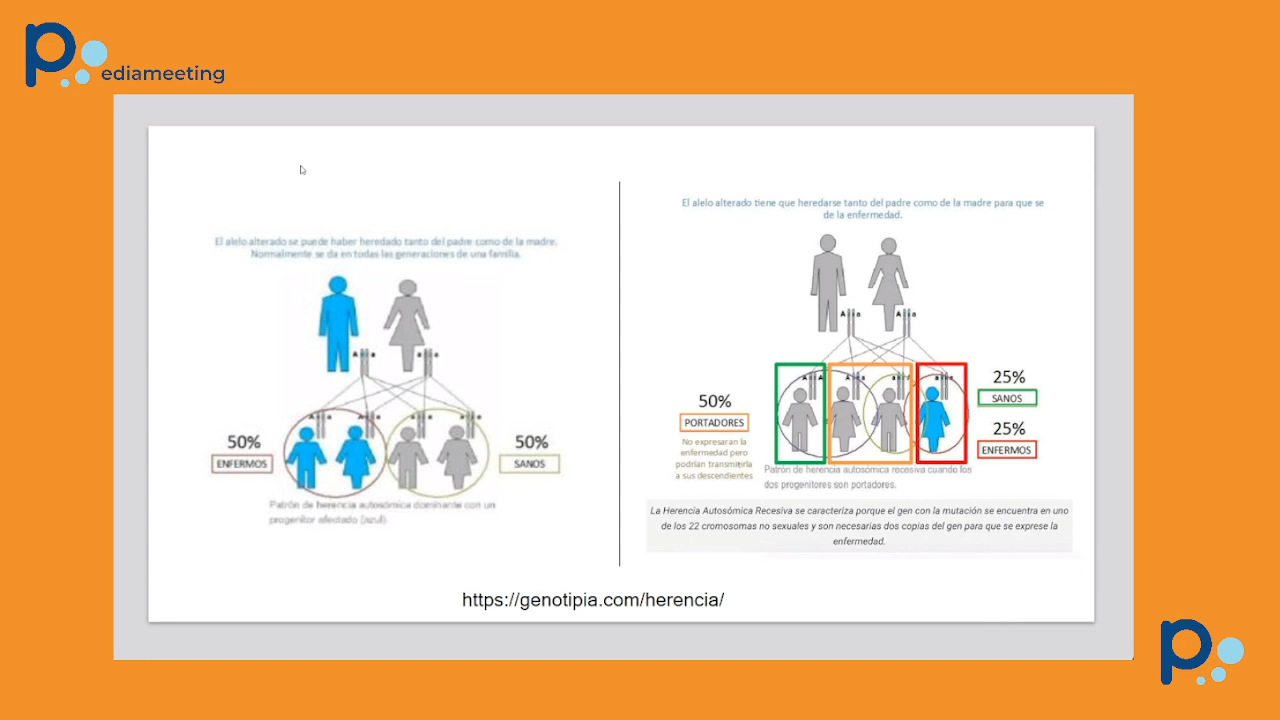 pediameeting
El alelo alterado se puede haber heredado tanto del padre como de la madre.
Normalmente se da en todas las generaciones de una familia.
A a
a a
50%
ENFERMOS
50%
SANOS
Patrón de herencia autosómica dominante con un
progenitor afectado (azul).
El alelo alterado tiene que heredarse tanto del padre como de la madre para que se
de la enfermedad.
A a
A a
50%
PORTADORES
No expresaran la
enfermedad pero
podrían transmitirla
a sus descendientes
25%
SANOS
25%
ENFERMOS
Patrón de herencia autosómica recesiva cuando los
dos progenitores son portadores.
La Herencia Autosómica Recesiva se caracteriza porque el gen con la mutación se encuentra en uno
de los 22 cromosomas no sexuales y son necesarias dos copias del gen para que se exprese la
enfermedad.
https://genotipia.com/herencia/
p